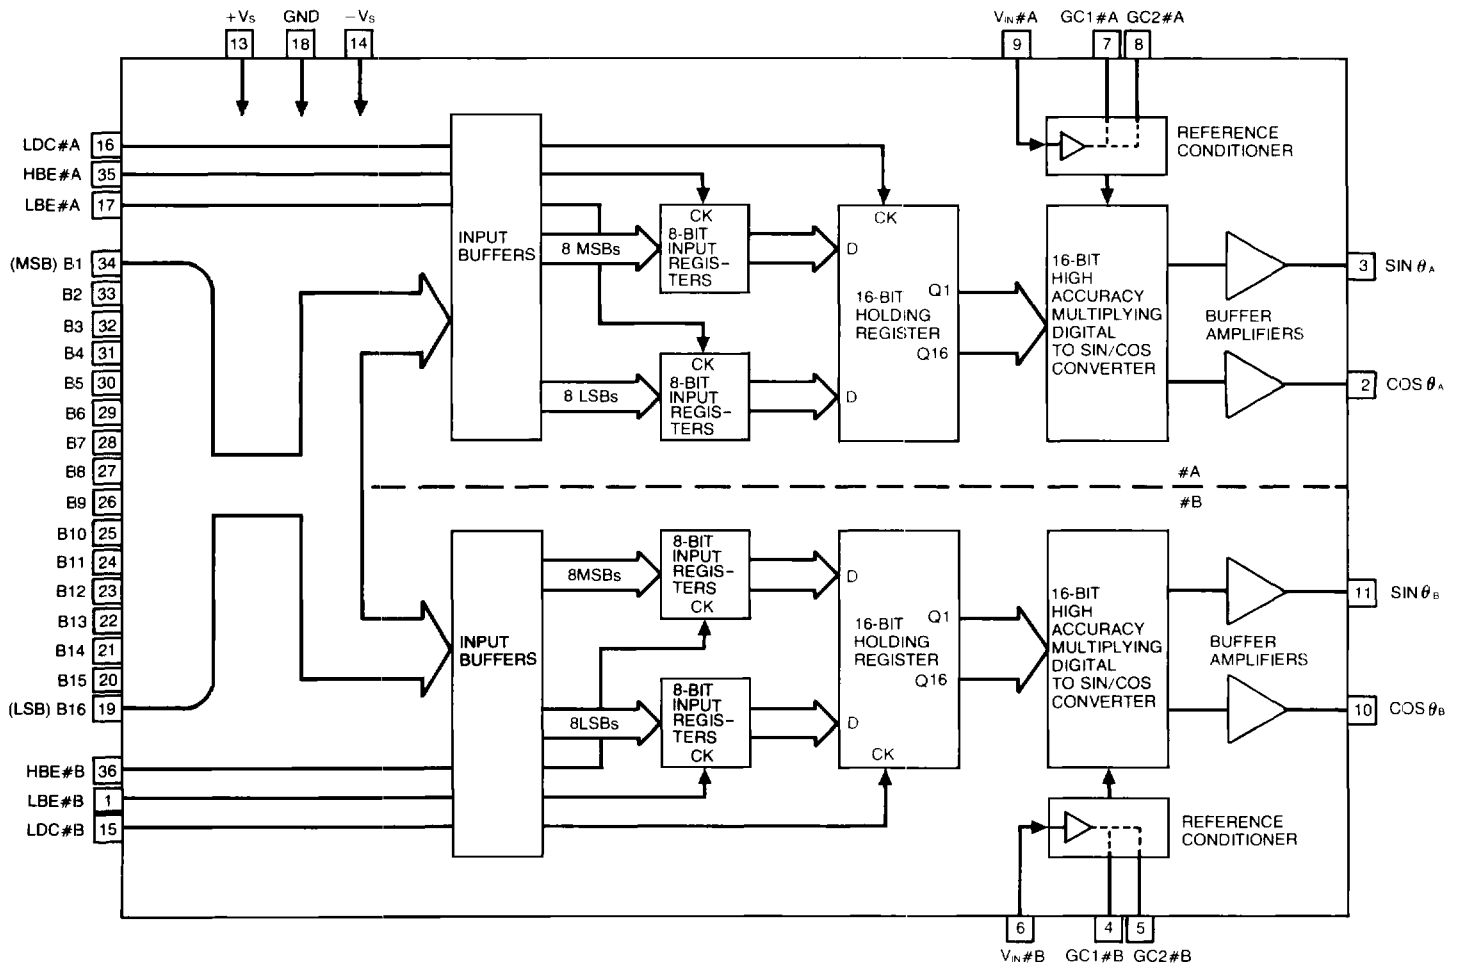 +Vs GND −Vs VIN#A GC1#A GC2#A
13 18 14 9 7 8
LDC#A 16
HBE#A 35
LBE#A 17
(MSB) B1 34
B2 33
B3 32
B4 31
B5 30
B6 29
B7 28
B8 27
B9 26
B10 25
B11 24
B12 23
B13 22
B14 21
B15 20
(LSB) B16 19
HBE#B 36
LBE#B 1
LDC#B 15
INPUT
BUFFERS
8 MSBs
8 LSBs
CK
8-BIT
INPUT
REGIS-
TERS
CK
8-BIT
INPUT
REGIS-
TERS
CK
D
16-BIT
HOLDING
REGISTER
Q1
Q16
D
REFERENCE
CONDITIONER
16-BIT
HIGH
ACCURACY
MULTIPLYING
DIGITAL
TO SIN/COS
CONVERTER
BUFFER
AMPLIFIERS
3 SIN θA
2 COS θA
#A
#B
INPUT
BUFFERS
8MSBs
8LSBs
8-BIT
INPUT
REGIS-
TERS
CK
8-BIT
INPUT
REGIS-
TERS
CK
D
16-BIT
HOLDING
REGISTER
Q1
Q16
D
CK
16-BIT
HIGH
ACCURACY
MULTIPLYING
DIGITAL
TO SIN/COS
CONVERTER
BUFFER
AMPLIFIERS
11 SIN θB
10 COS θB
REFERENCE
CONDITIONER
6 4 5
VIN#B GC1#B GC2#B